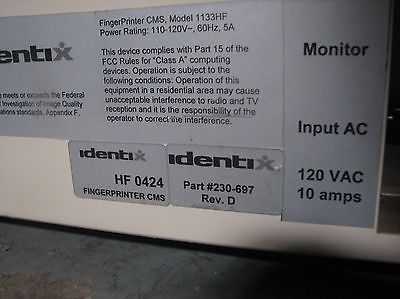 FingerPrinter CMS, Model 1133HF
Power Rating: 110-120V~, 60Hz, 5A
dentix
This device complies with Part 15 of the
FCC Rules for "Class A" computing
devices. Operation is subject to the
following conditions: Operation of this
equipment in a residential area may cause
unacceptable interference to radio and TV
reception and it is the responsibility of the
operator to correct the interference.
e meets or exceeds the Federal
Investigation of Image Quality
ations standards, Appendix F.
Monitor
Input AC
120 VAC
10 amps
identix
HF 0424
FINGERPRINTER CMS
identix
Part #230-697
Rev. D